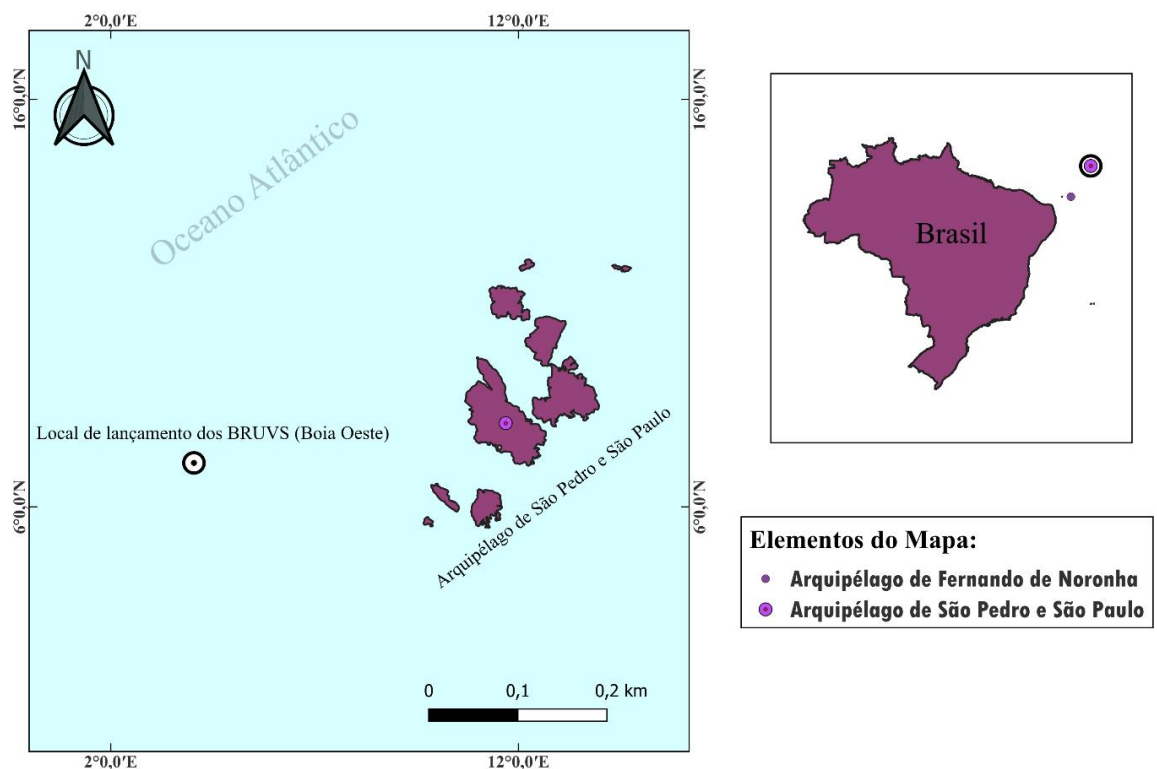 2°0,0′E
12°0,0′E
16°0,0′N
16°0,0′N
N
Oceano Atlântico
Local de lançamento dos BRUVS (Boia Oeste)
Arquipélago de São Pedro e São Paulo
6°0,0′N
6°0,0′N
0
0,1
0,2 km
2°0,0′E
12°0,0′E
Brasil
Elementos do Mapa:
Arquipélago de Fernando de Noronha
Arquipélago de São Pedro e São Paulo